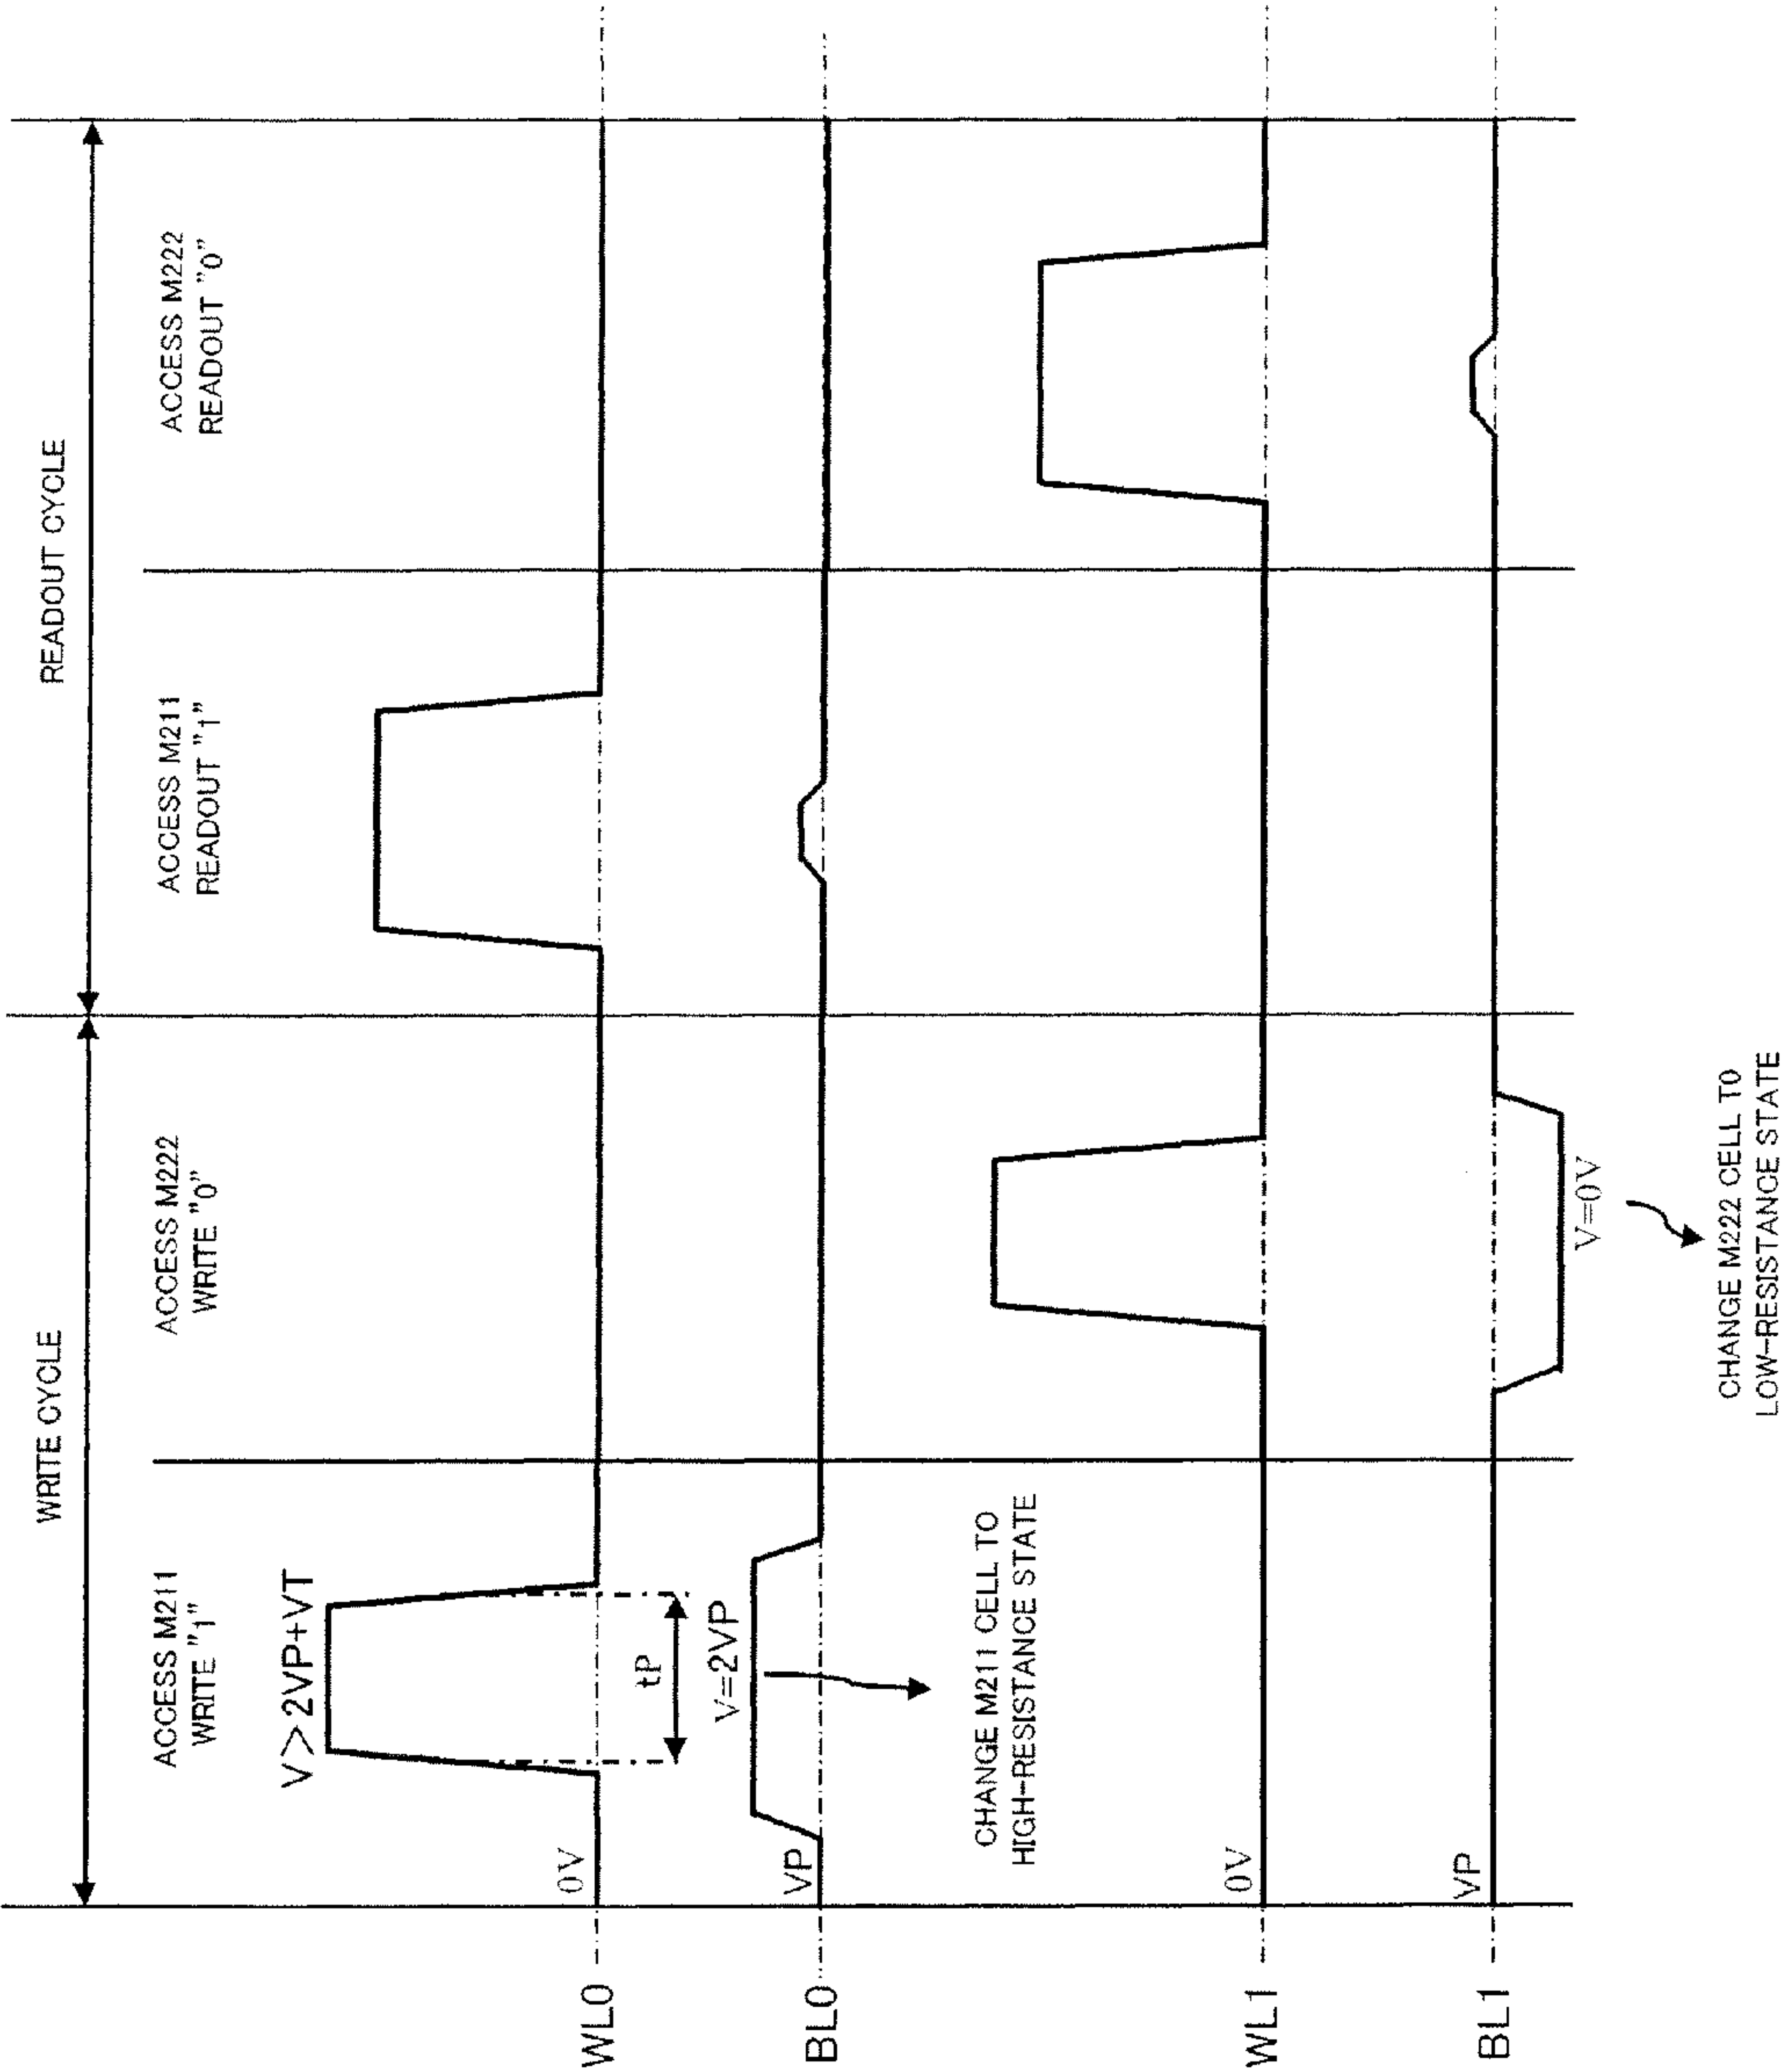 WRITE CYCLE
READOUT CYCLE
ACCESS M211
WRITE "1"
ACCESS M222
WRITE "0"
ACCESS M211
READOUT "1"
ACCESS M222
READOUT "0"
V>2VP+VT
WL0
0V
tP
V=2VP
BL0
VP
CHANGE M211 CELL TO
HIGH-RESISTANCE STATE
WL1
0V
BL1
VP
V=0V
CHANGE M222 CELL TO
LOW-RESISTANCE STATE